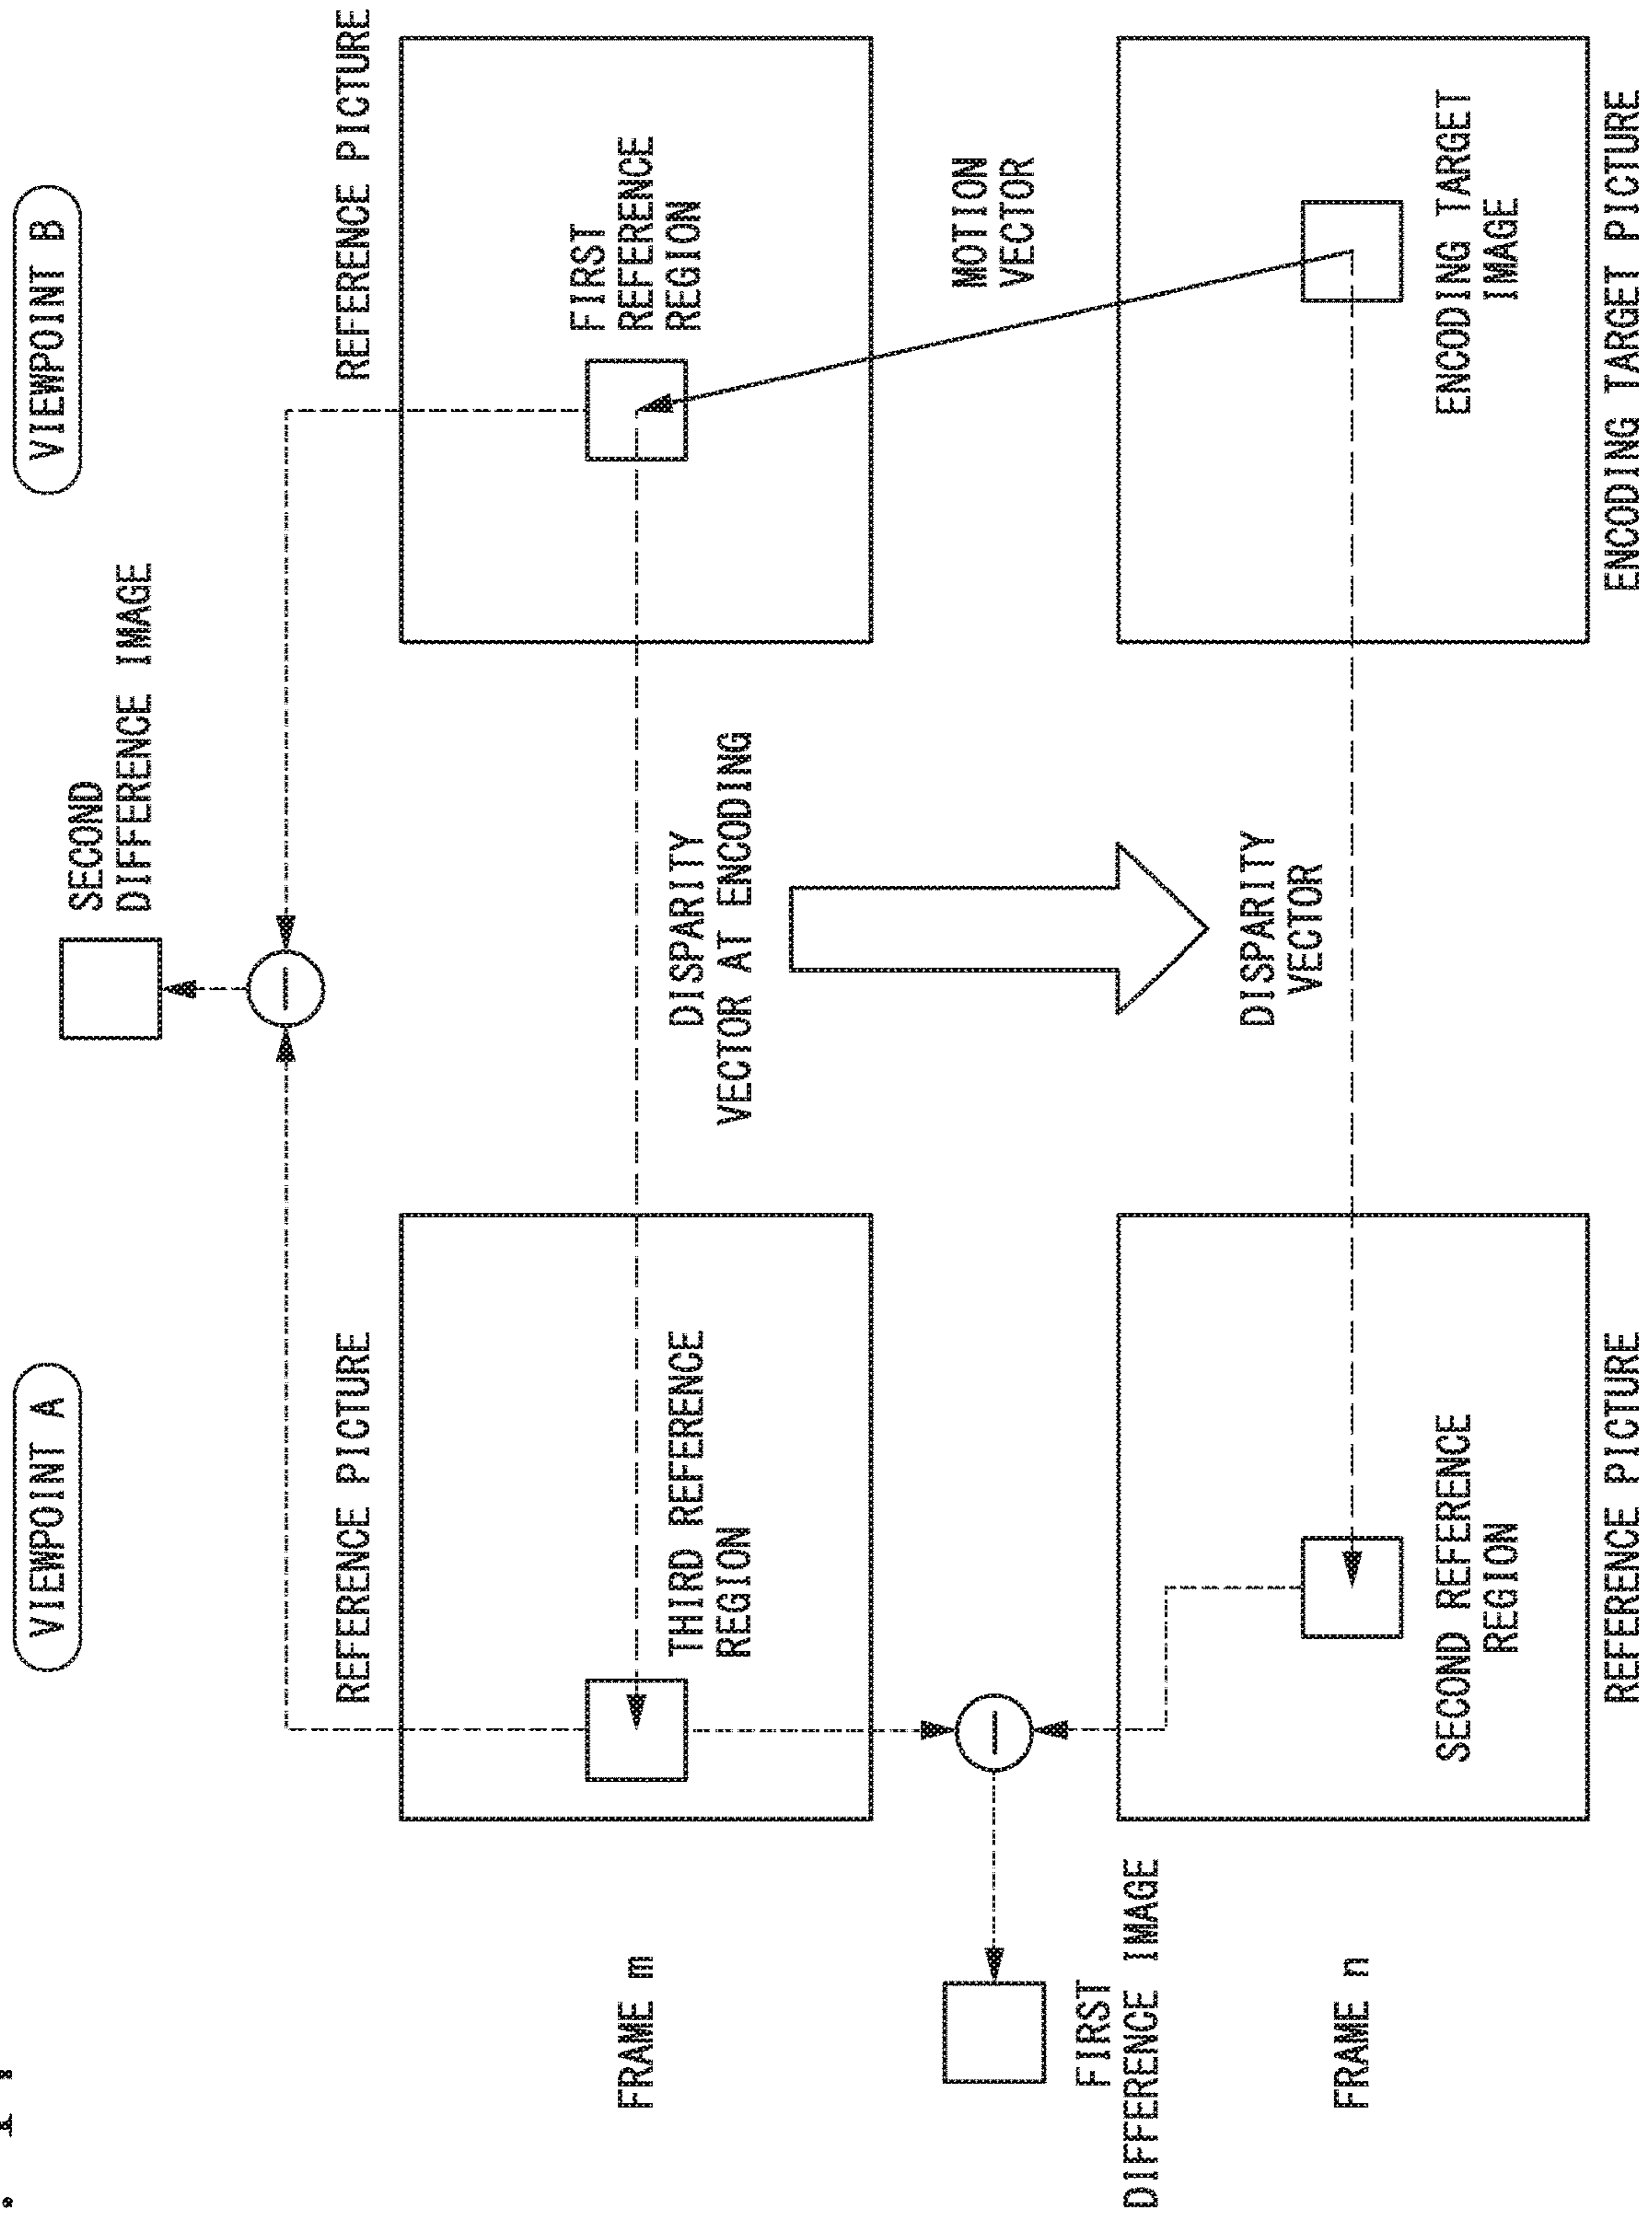 VIEWPOINT A
VIEWPOINT B
SECOND
DIFFERENCE IMAGE
REFERENCE PICTURE
REFERENCE PICTURE
FRAME m
THIRD REFERENCE
REGION
DISPARITY
VECTOR AT ENCODING
FIRST
REFERENCE
REGION
MOTION
VECTOR
FIRST
DIFFERENCE IMAGE
FRAME n
SECOND REFERENCE
REGION
DISPARITY
VECTOR
ENCODING TARGET
IMAGE
REFERENCE PICTURE
ENCODING TARGET PICTURE